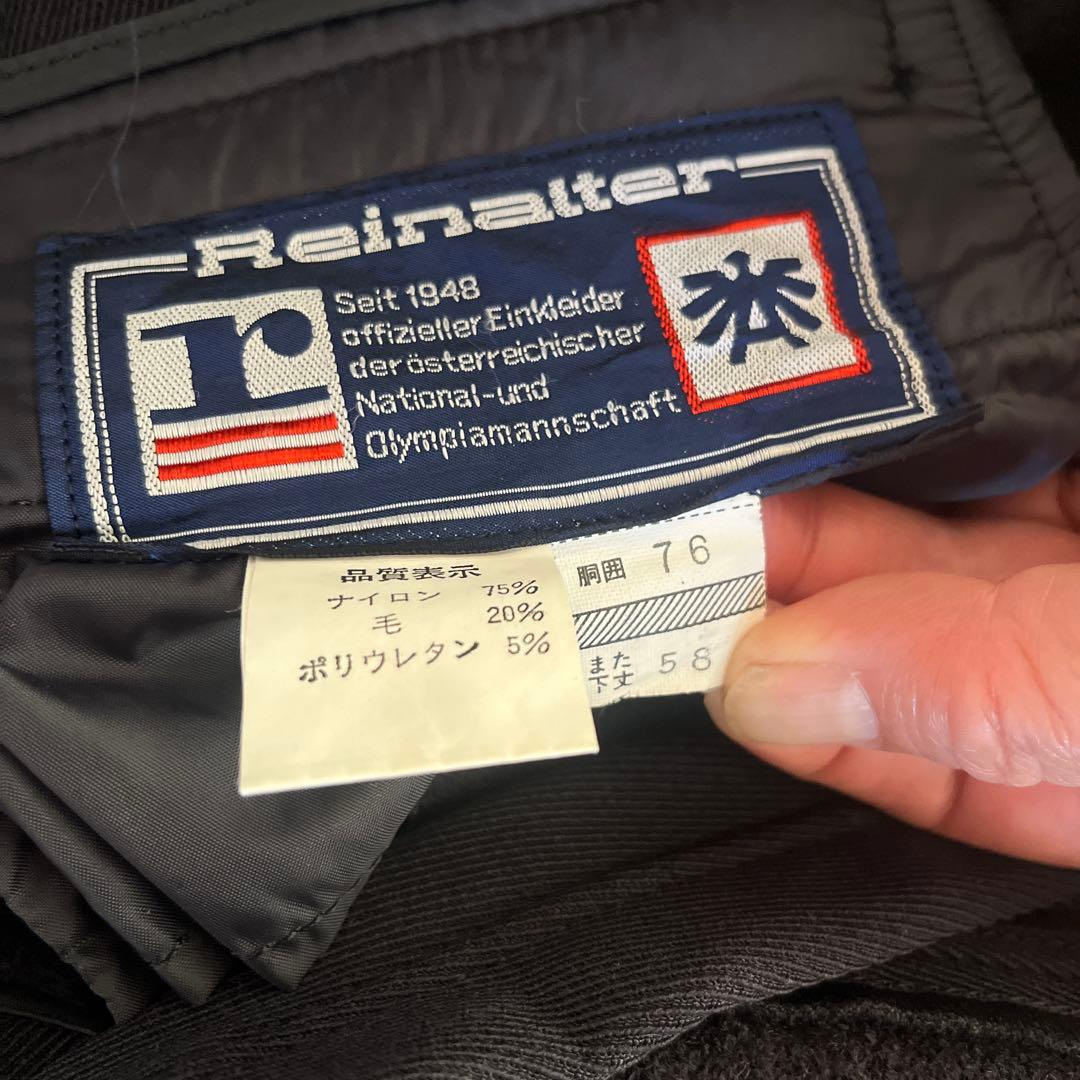 Reinalter
r
Seit 1948
offizieller Einkleider
der österreichischer
National-und
Olympiamannschaft
品質表示
ナイロン 75%
毛 20%
ポリウレタン 5%
胴囲 76
また下丈 58